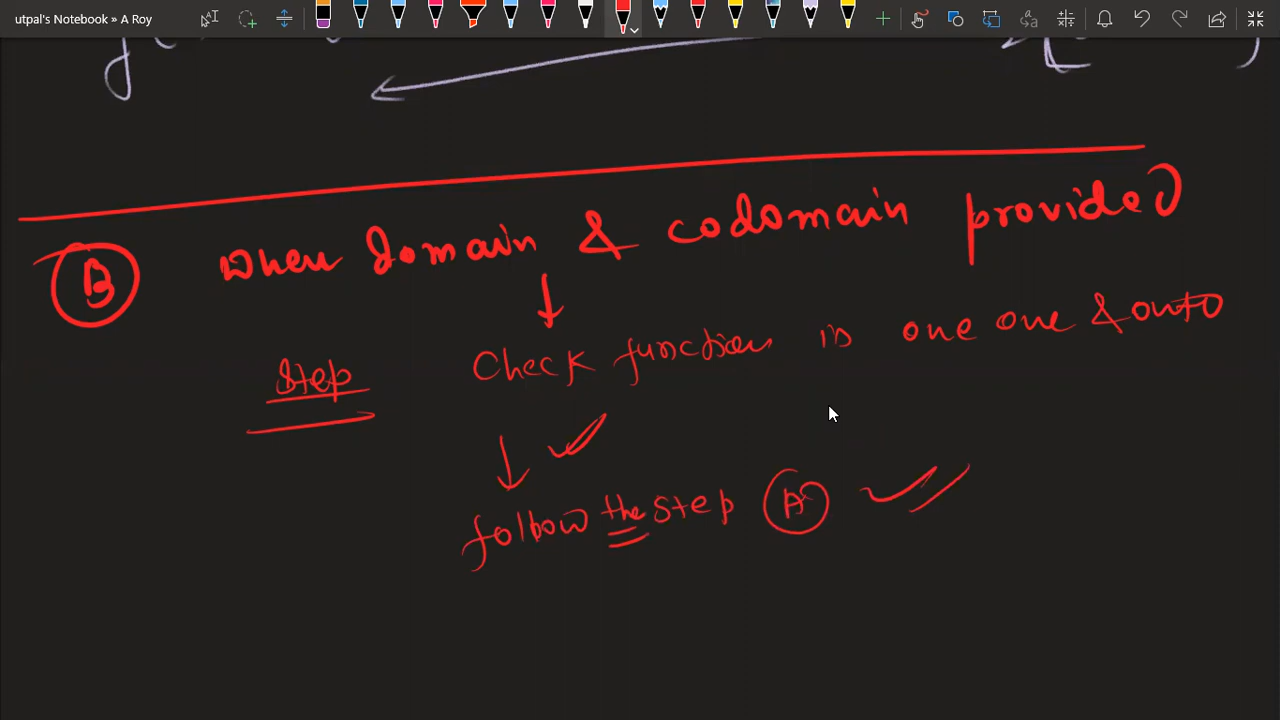 utpal's Notebook » A Roy
B when domain & codomain provided
Step Check function is one one & onto
follow the step A